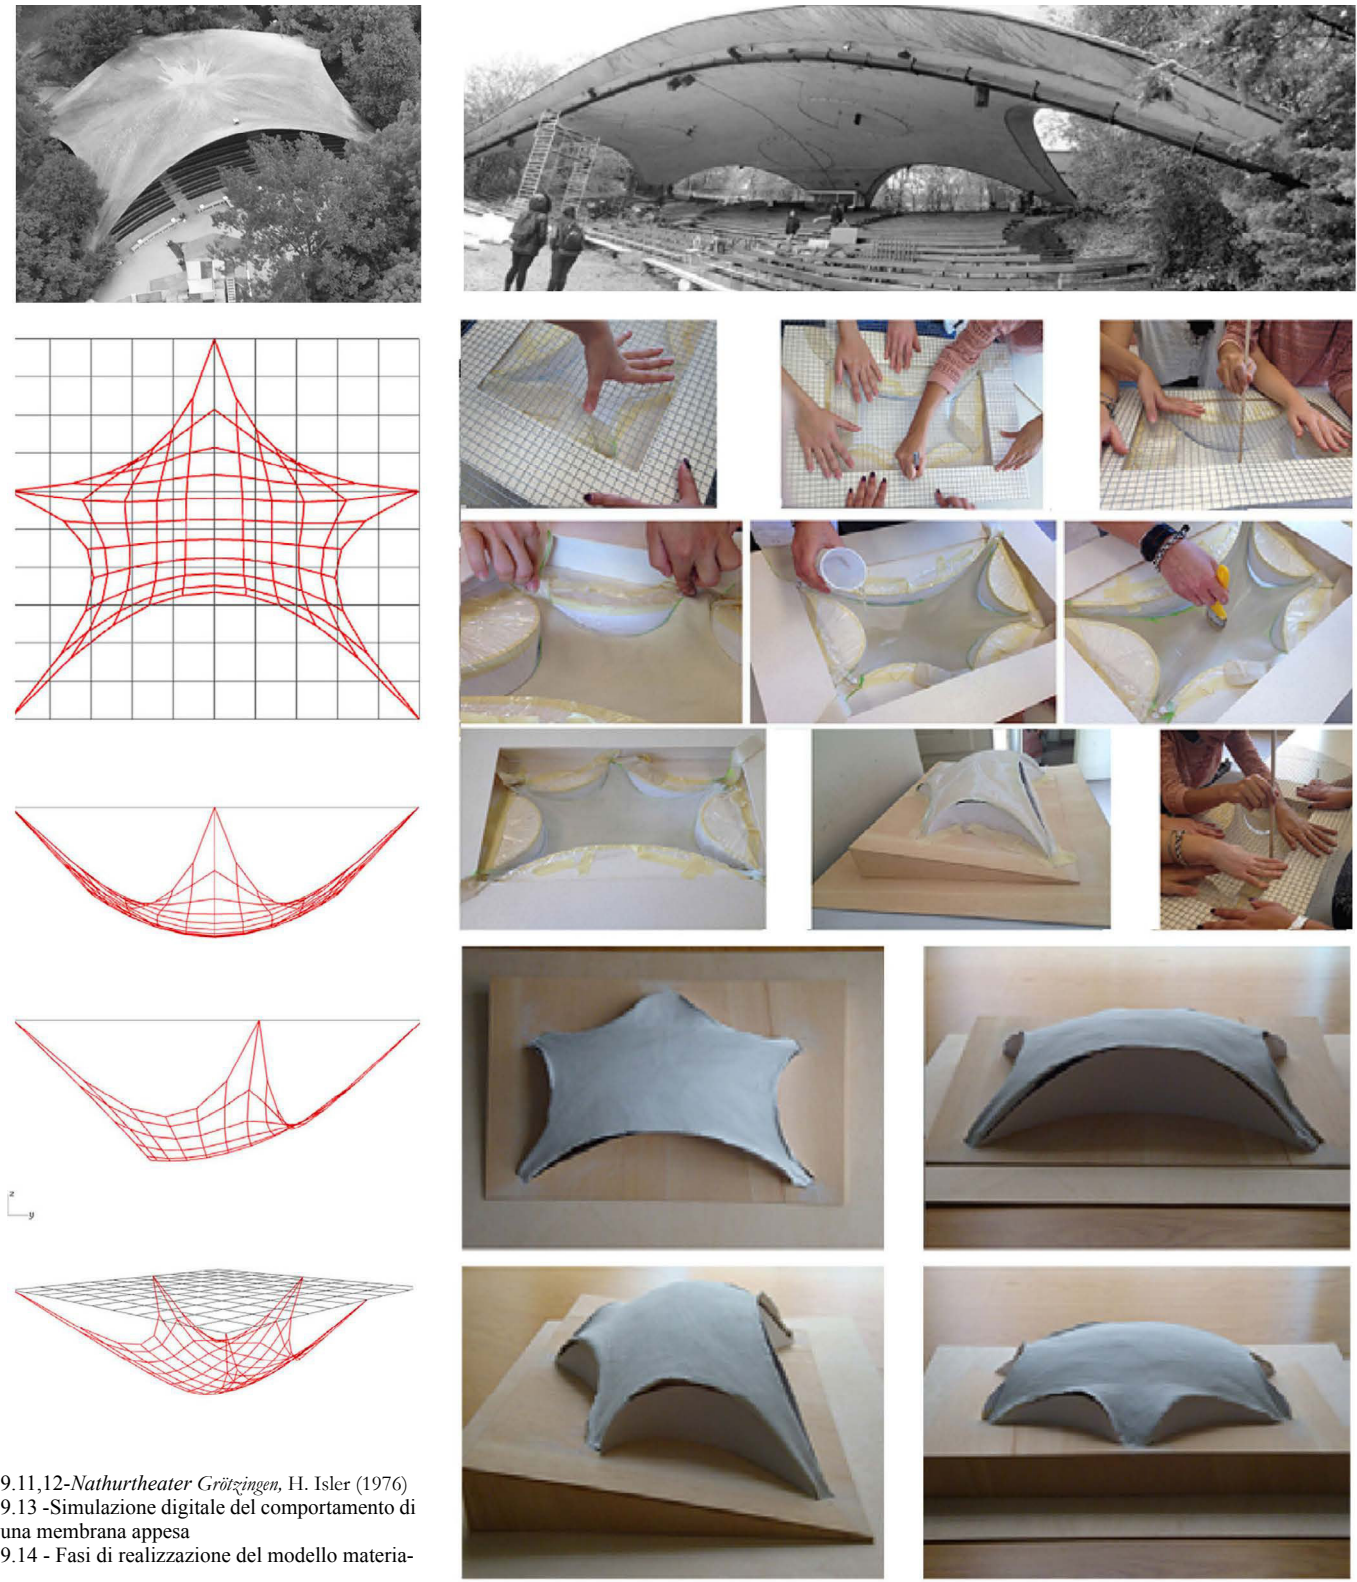 z
y
9.11,12-Nathurtheater Grötzingen, H. Isler (1976)
9.13 -Simulazione digitale del comportamento di
una membrana appesa
9.14 - Fasi di realizzazione del modello materia-